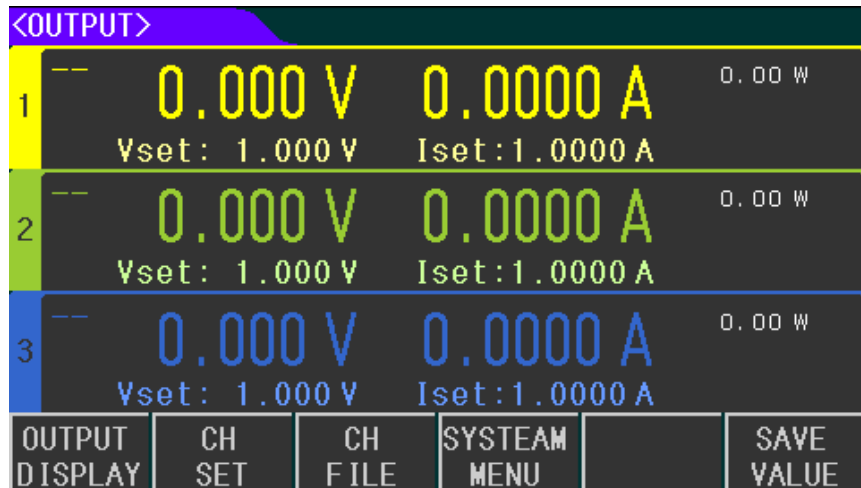 <OUTPUT>
1 -- 0.000 V 0.0000 A 0.00 W
Vset: 1.000 V Iset:1.0000 A
2 -- 0.000 V 0.0000 A 0.00 W
Vset: 1.000 V Iset:1.0000 A
3 -- 0.000 V 0.0000 A 0.00 W
Vset: 1.000 V Iset:1.0000 A
OUTPUT CH CH SYSTEAM SAVE
DISPLAY SET FILE MENU VALUE